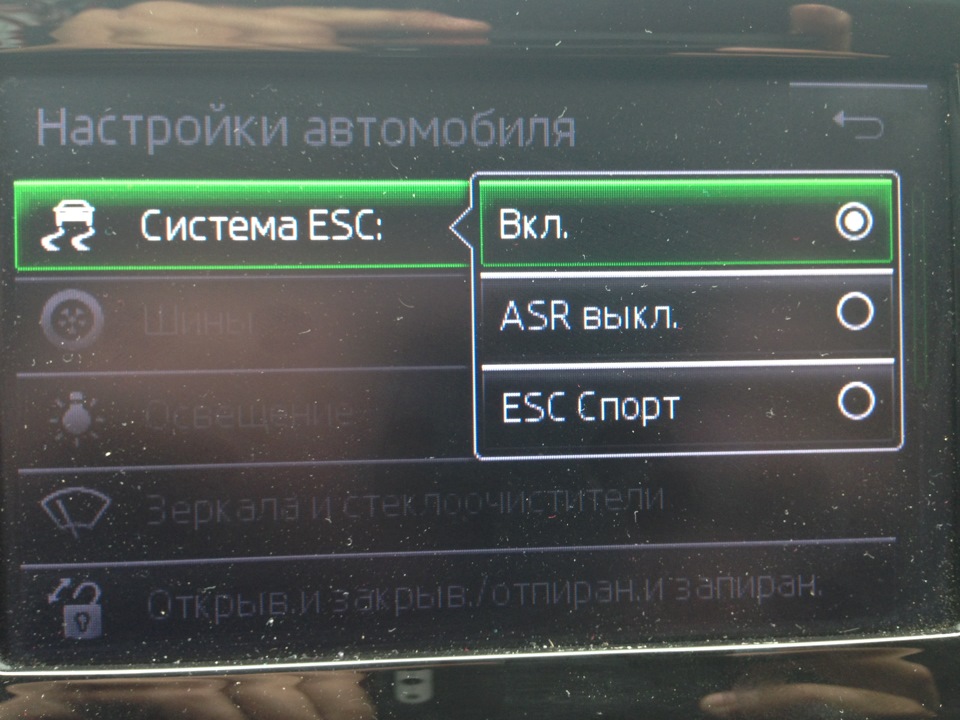 Настройки автомобиля
Система ESC:
Вкл.
ASR выкл.
ESC Спорт
Шины
Освещение
Зеркала и стеклоочистители
Открыв.и закрыв./отпиран.и запиран.